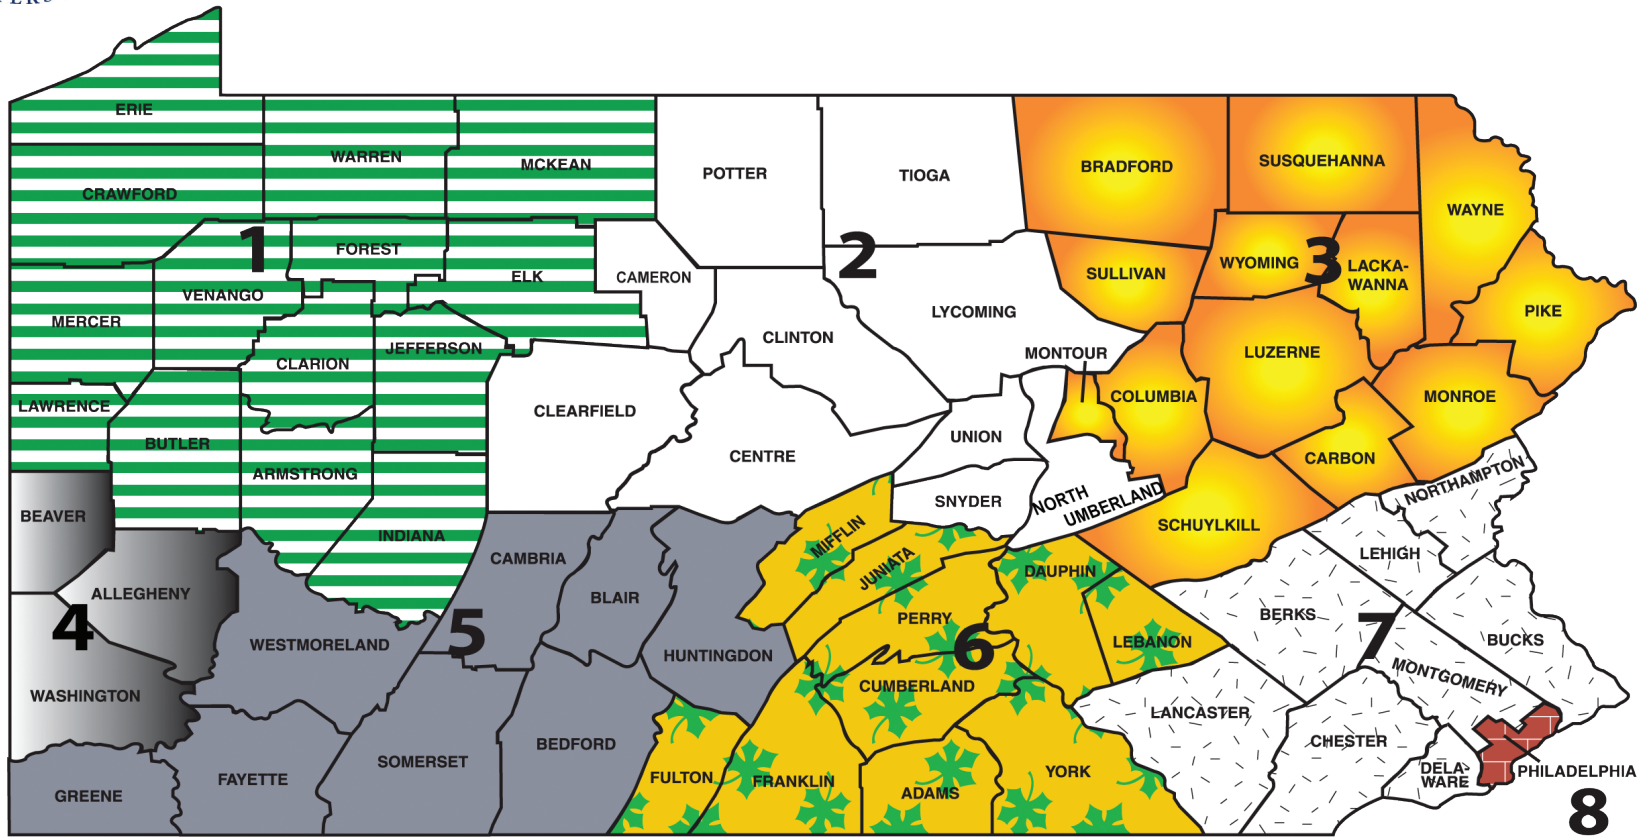 ERIE
WARREN
MCKEAN
CRAWFORD
POTTER
TIOGA
BRADFORD
SUSQUEHANNA
WAYNE
1
FOREST
ELK
CAMERON
2
SULLIVAN
WYOMING
3
LACKA-
WANNA
VENANGO
MERCER
LYCOMING
PIKE
CLINTON
JEFFERSON
CLARION
MONTOUR
LUZERNE
LAWRENCE
CLEARFIELD
COLUMBIA
MONROE
BUTLER
UNION
CENTRE
CARBON
ARMSTRONG
SNYDER
NORTH
UMBERLAND
NORTHAMPTON
BEAVER
INDIANA
MIFFLIN
SCHUYLKILL
CAMBRIA
JUNIATA
DAUPHIN
LEHIGH
ALLEGHENY
BLAIR
PERRY
BERKS
4
5
6
7
WESTMORELAND
HUNTINGDON
LEBANON
BUCKS
WASHINGTON
CUMBERLAND
MONTGOMERY
LANCASTER
BEDFORD
CHESTER
SOMERSET
FAYETTE
GREENE
FULTON
FRANKLIN
ADAMS
YORK
DELA-
WARE
PHILADELPHIA
8